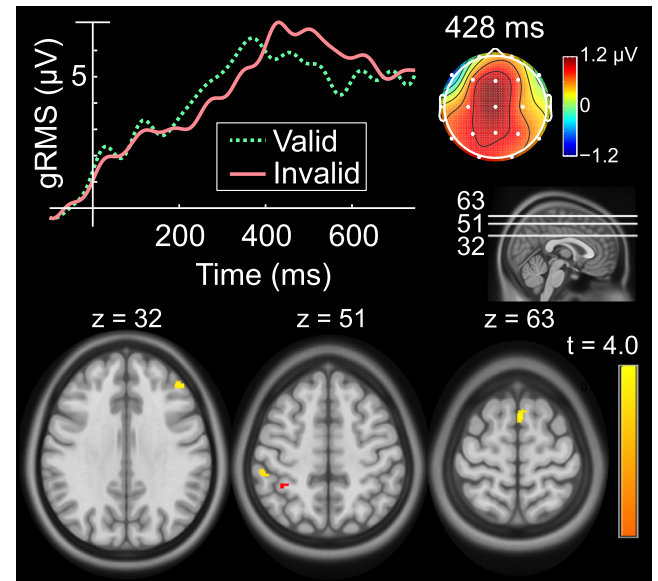 gRMS (μV)
5
Valid
Invalid
200
400
600
Time (ms)
428 ms
1.2 μV
0
−1.2
63
51
32
z = 32
z = 51
z = 63
t = 4.0